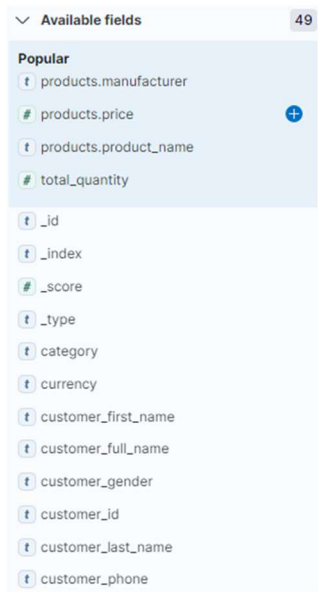 Available fields 49
Popular
t products.manufacturer
# products.price
t products.product_name
# total_quantity
t _id
t _index
# _score
t _type
t category
t currency
t customer_first_name
t customer_full_name
t customer_gender
t customer_id
t customer_last_name
t customer_phone